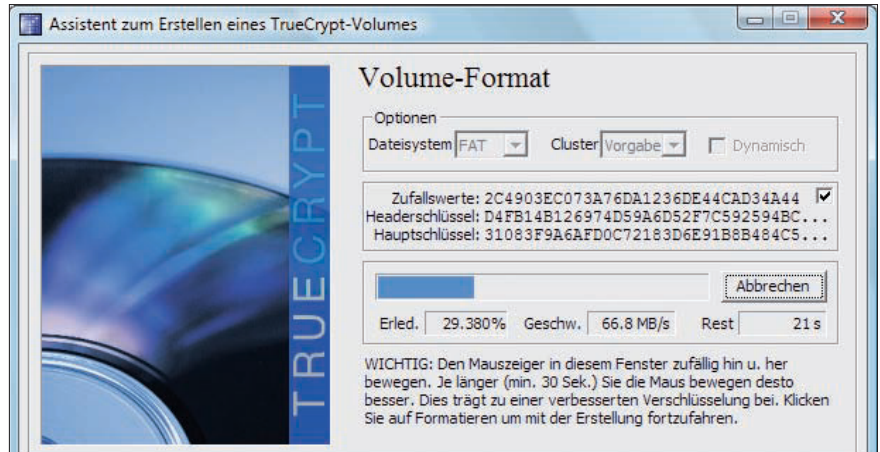 Assistent zum Erstellen eines TrueCrypt-Volumes
TRUECRYPT
Volume-Format
Optionen
Dateisystem FAT Cluster Vorgabe Dynamisch
Zufallswerte: 2C4903EC073A76DA1236DE44CAD34A44
Headerschlüssel: D4FB14B126974D59A6D52F7C592594BC...
Hauptschlüssel: 31083F9A6AFD0C72183D6E91B8B484C5...
Abbrechen
Erled. 29.380% Geschw. 66.8 MB/s Rest 21 s
WICHTIG: Den Mauszeiger in diesem Fenster zufällig hin u. her
bewegen. Je länger (min. 30 Sek.) Sie die Maus bewegen desto
besser. Dies trägt zu einer verbesserten Verschlüsselung bei. Klicken
Sie auf Formatieren um mit der Erstellung fortzufahren.